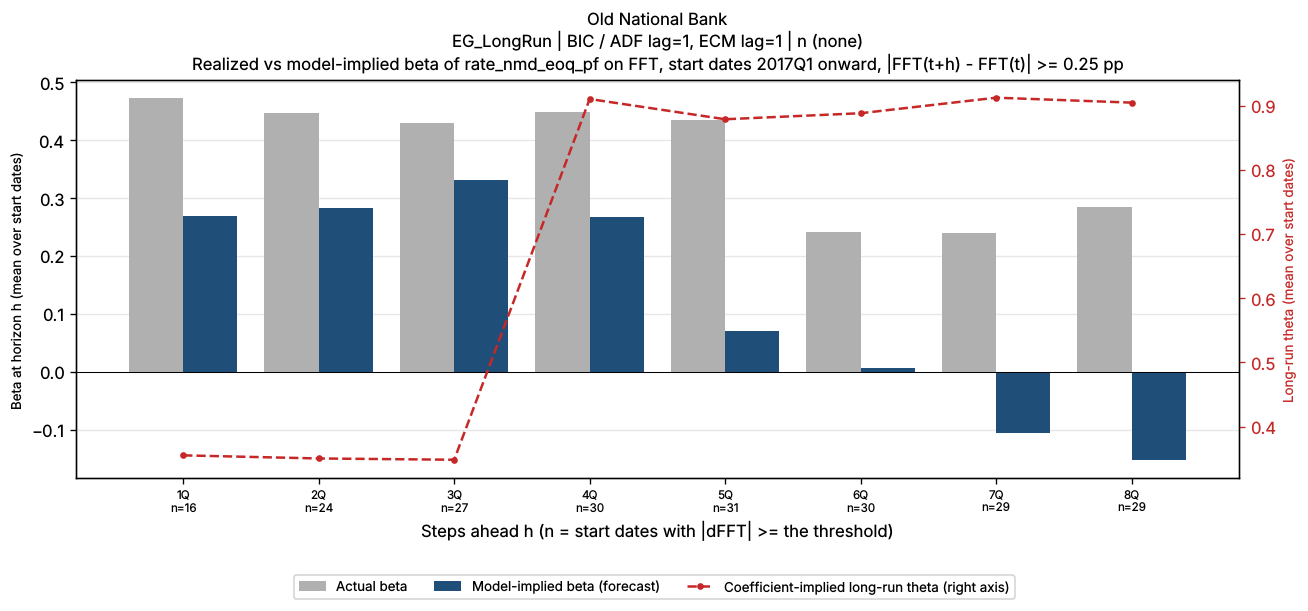 Old National Bank
EG_LongRun | BIC / ADF lag=1, ECM lag=1 | n (none)
Realized vs model-implied beta of rate_nmd_eoq_pf on FFT, start dates 2017Q1 onward, |FFT(t+h) - FFT(t)| >= 0.25 pp
Beta at horizon h (mean over start dates)
0.5
0.4
0.3
0.2
0.1
0.0
−0.1
0.9
0.8
0.7
0.6
0.5
0.4
Long-run theta (mean over start dates)
1Q 2Q 3Q 4Q 5Q 6Q 7Q 8Q
n=16 n=24 n=27 n=30 n=31 n=30 n=29 n=29
Steps ahead h (n = start dates with |dFFT| >= the threshold)
Actual beta Model-implied beta (forecast) Coefficient-implied long-run theta (right axis)